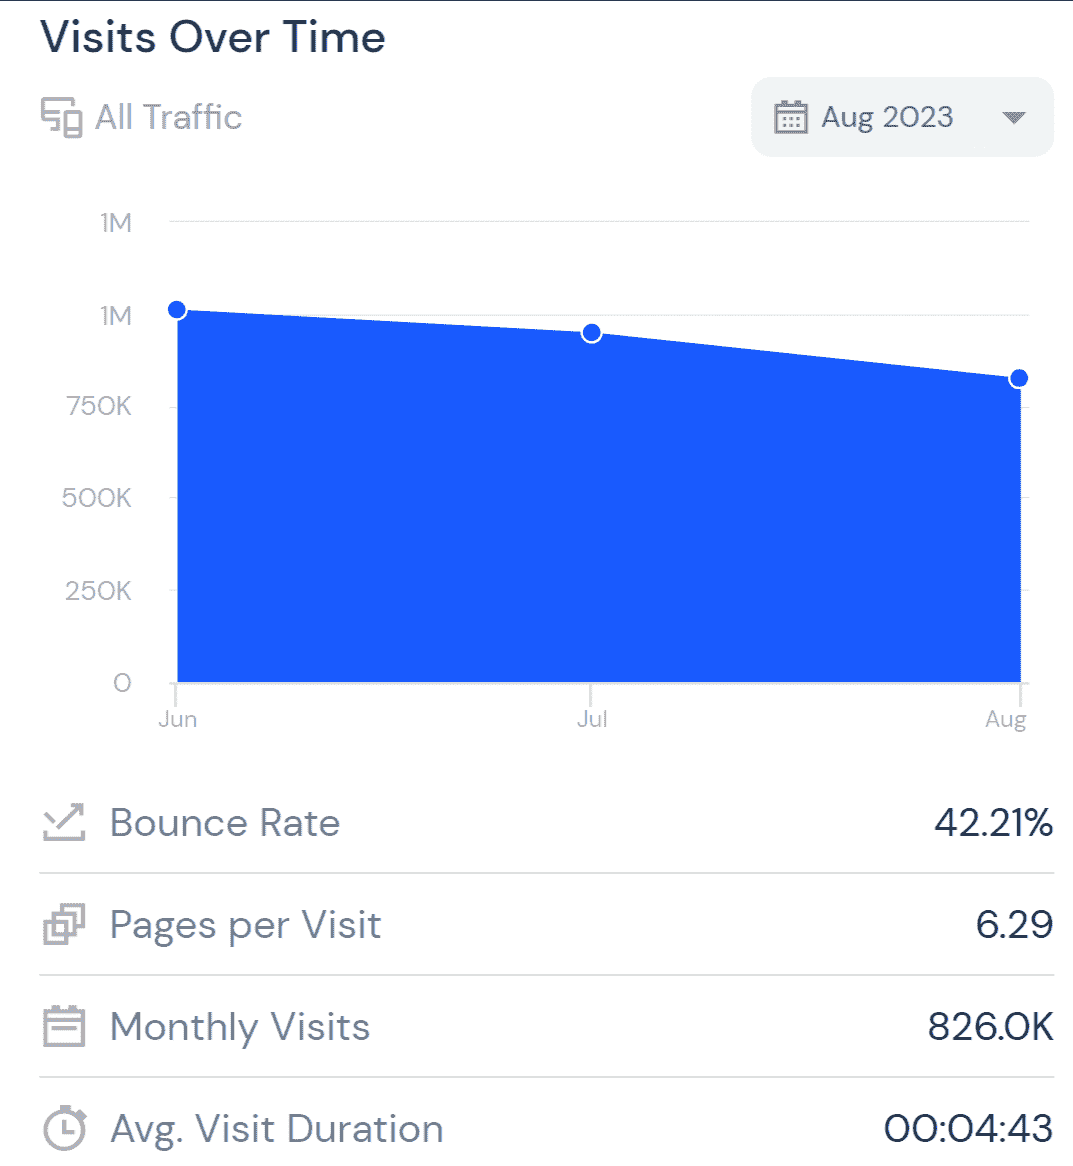 Visits Over Time
All Traffic
Aug 2023
1M
1M
750K
500K
250K
0
Jun Jul Aug
Bounce Rate 42.21%
Pages per Visit 6.29
Monthly Visits 826.0K
Avg. Visit Duration 00:04:43